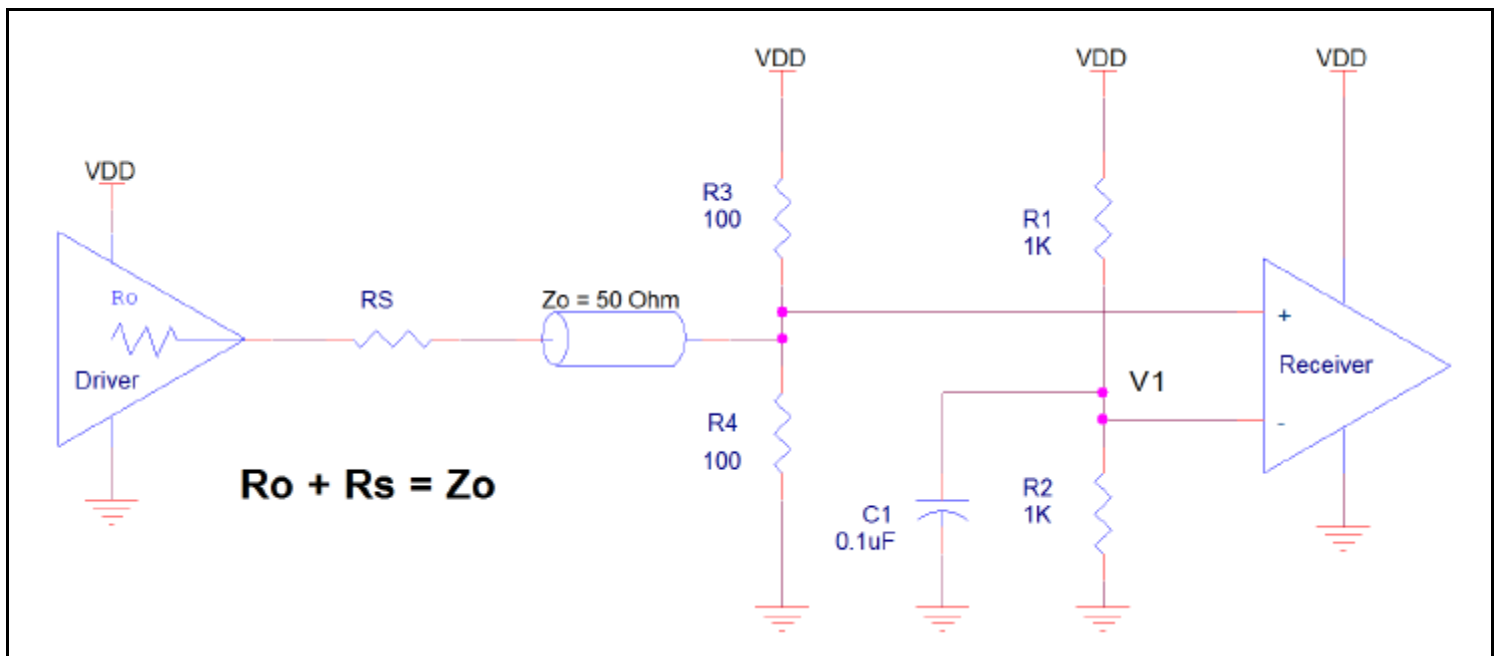 VDD
VDD
VDD
VDD
Ro
Driver
RS
Zo = 50 Ohm
R3
100
R4
100
R1
1K
V1
R2
1K
C1
0.1uF
+
-
Receiver
Ro + Rs = Zo